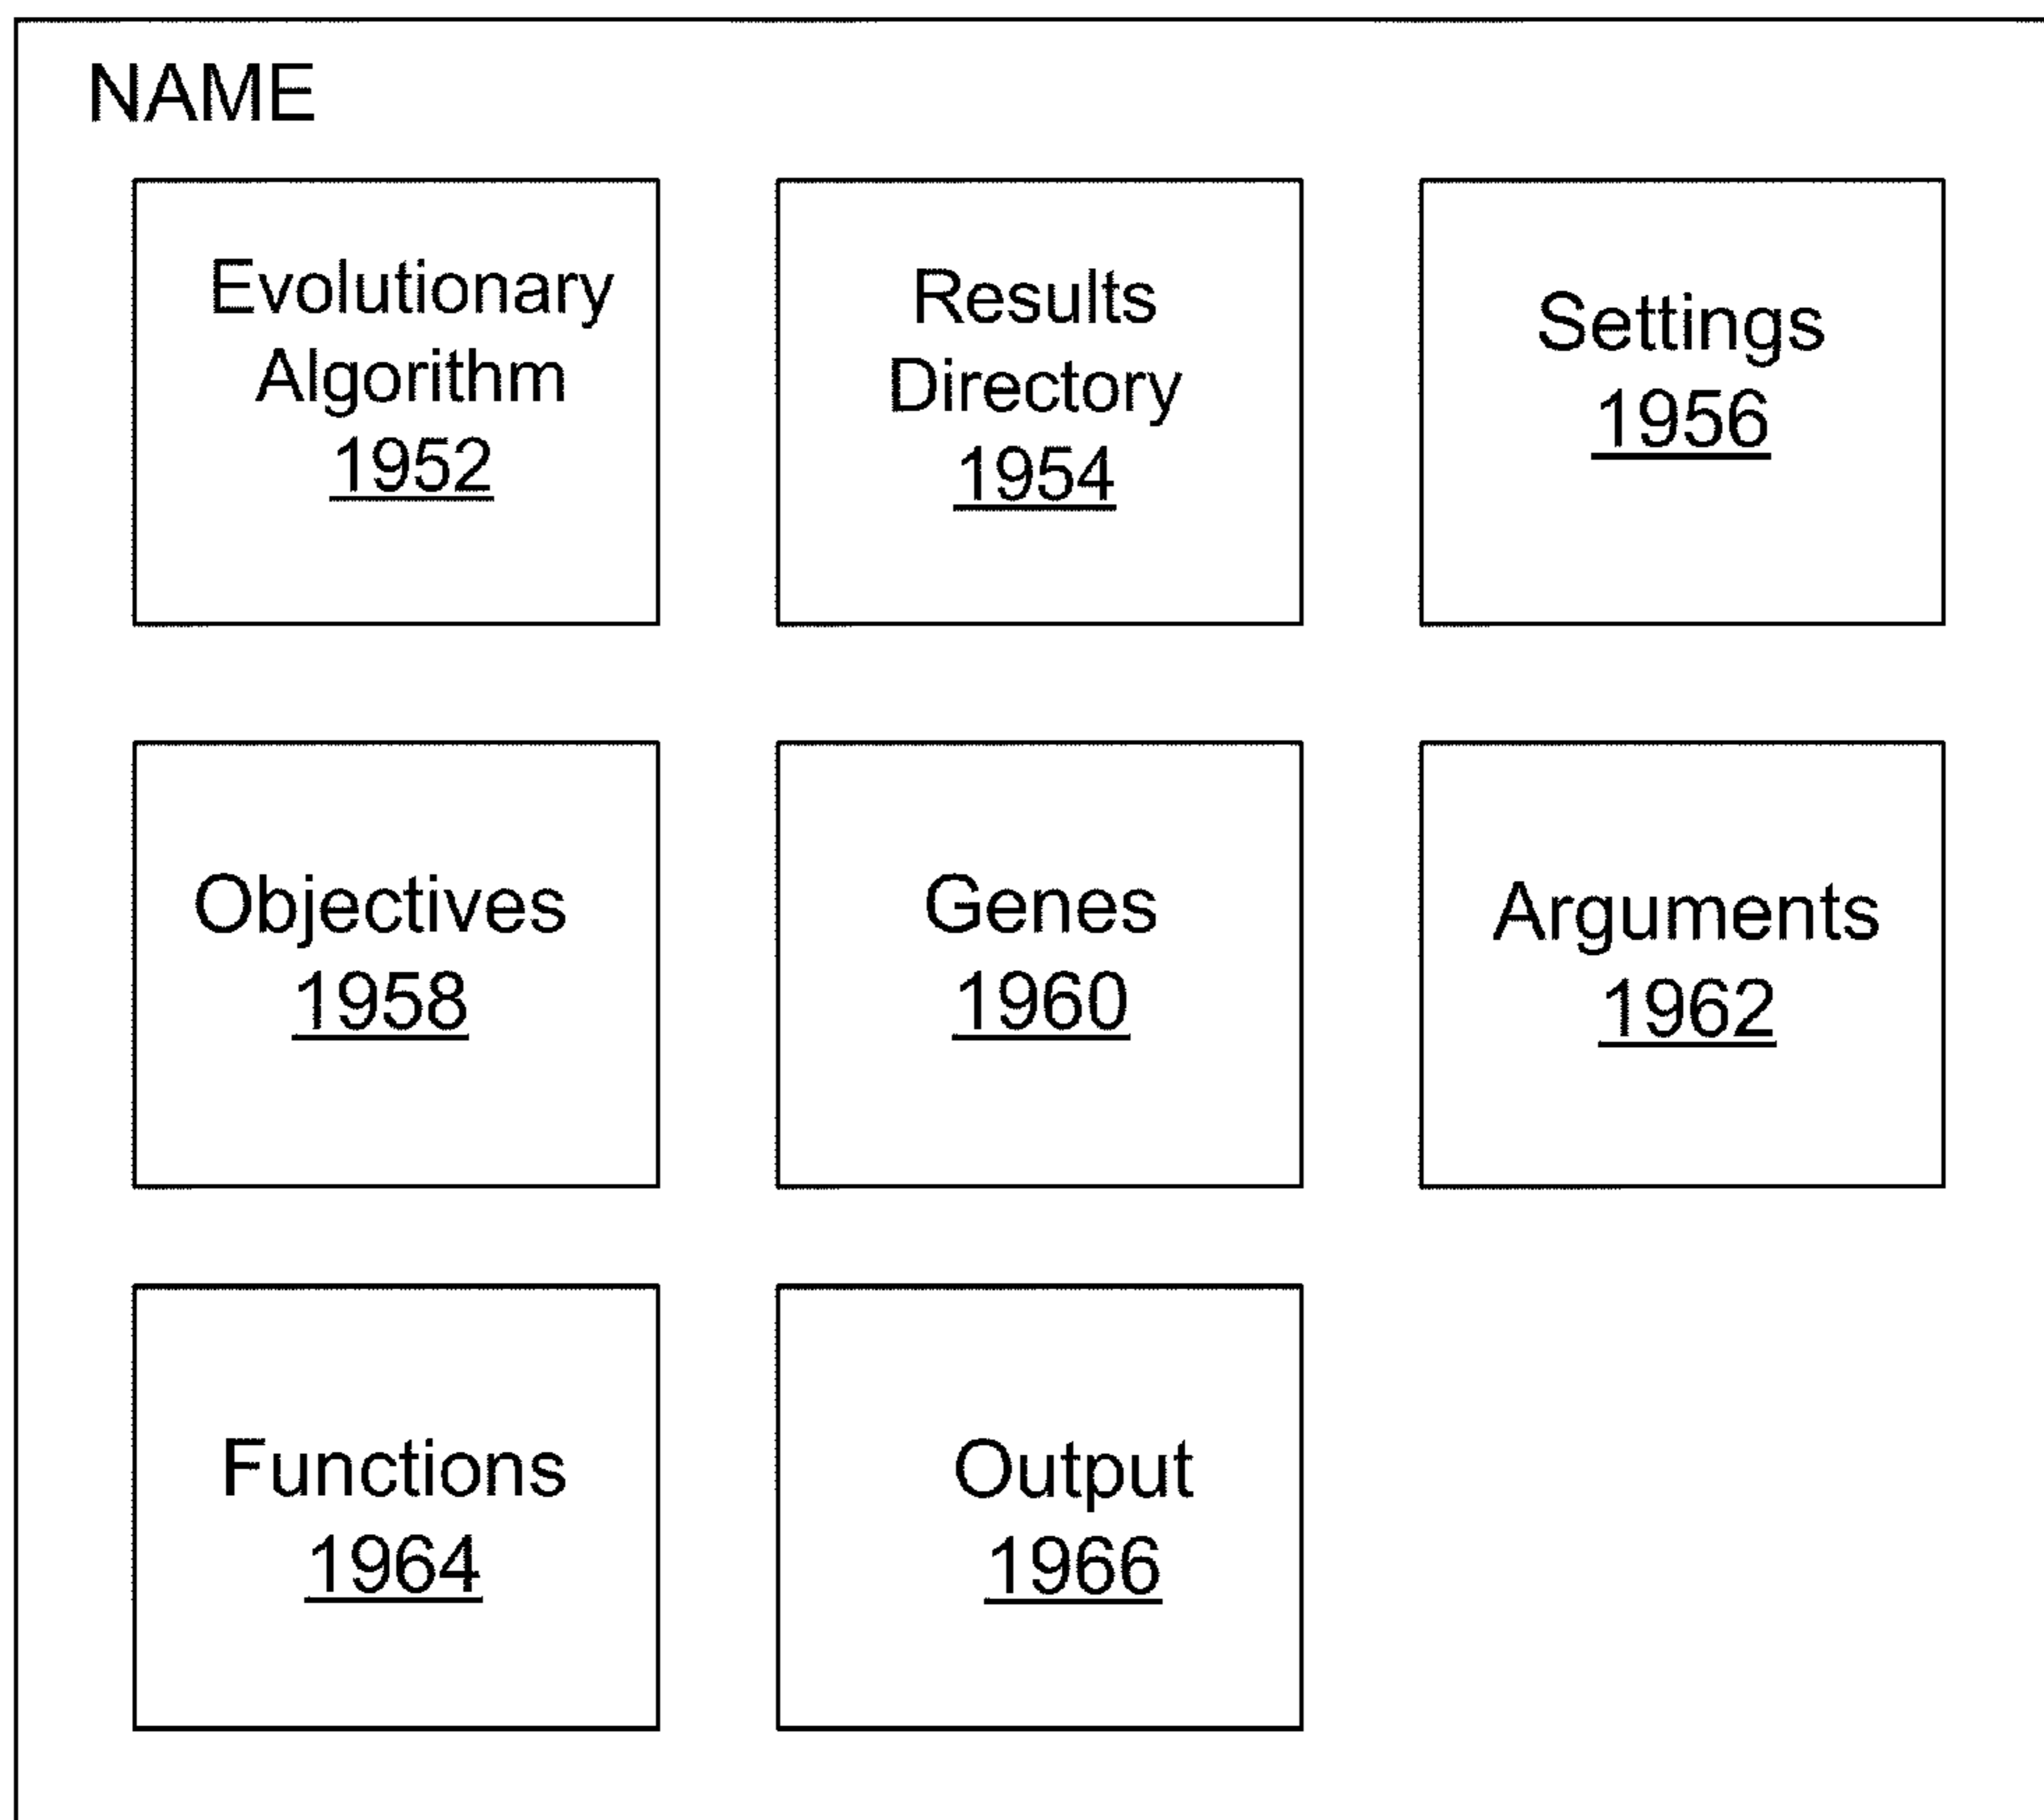 NAME
Evolutionary
Algorithm
1952
Results
Directory
1954
Settings
1956
Objectives
1958
Genes
1960
Arguments
1962
Functions
1964
Output
1966